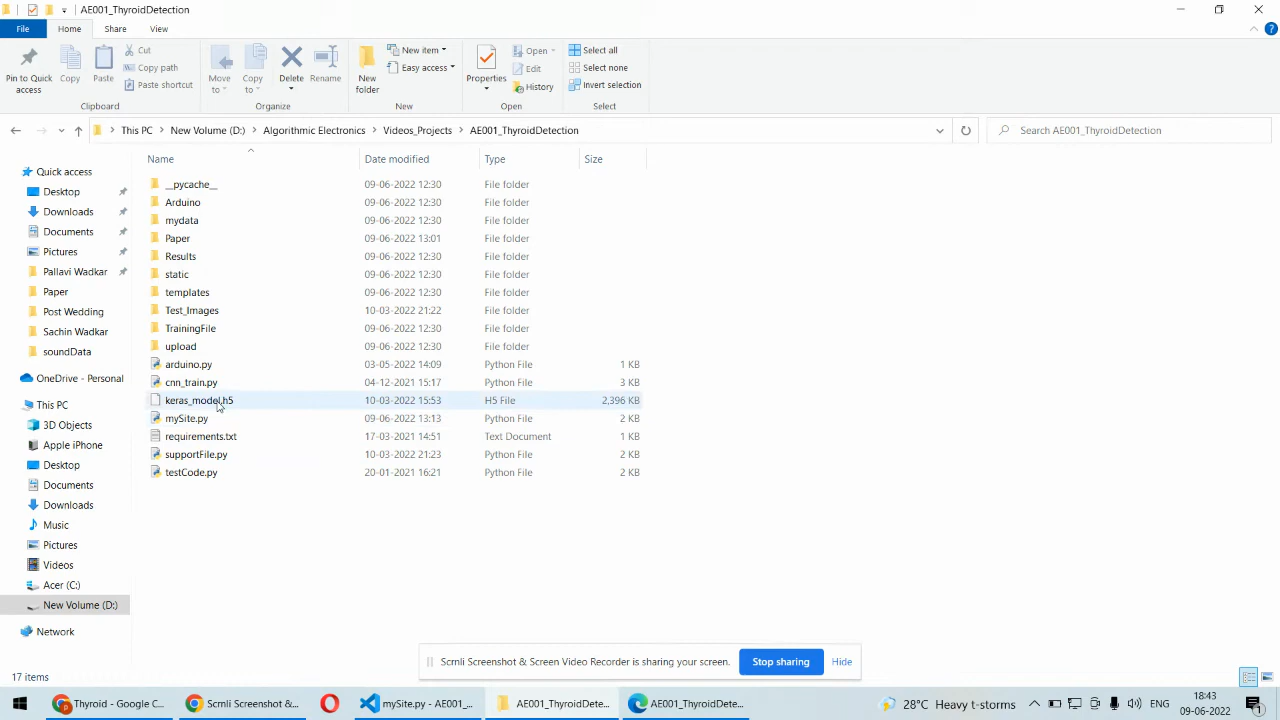 AE001_ThyroidDetection
File Home Share View
Pin to Quick access
Copy
Paste
Cut
Copy path
Paste shortcut
Clipboard
Move to
Copy to
Delete
Rename
Organize
New folder
New item
Easy access
New
Properties
Open
Edit
History
Open
Select all
Select none
Invert selection
Select
This PC New Volume (D:) Algorithmic Electronics Videos_Projects AE001_ThyroidDetection
Search AE001_ThyroidDetection
Name Date modified Type Size
Quick access
Desktop
Downloads
Documents
Pictures
Pallavi Wadkar
Paper
Post Wedding
Sachin Wadkar
soundData
OneDrive - Personal
This PC
3D Objects
Apple iPhone
Desktop
Documents
Downloads
Music
Pictures
Videos
Acer (C:)
New Volume (D:)
Network
__pycache__ 09-06-2022 12:30 File folder
Arduino 09-06-2022 12:30 File folder
mydata 09-06-2022 12:30 File folder
Paper 09-06-2022 13:01 File folder
Results 09-06-2022 12:30 File folder
static 09-06-2022 12:30 File folder
templates 09-06-2022 12:30 File folder
Test_Images 10-03-2022 21:22 File folder
TrainingFile 09-06-2022 12:30 File folder
upload 09-06-2022 12:30 File folder
arduino.py 03-05-2022 14:09 Python File 1 KB
cnn_train.py 04-12-2021 15:17 Python File 3 KB
keras_model.h5 10-03-2022 15:53 H5 File 2,396 KB
mySite.py 09-06-2022 13:13 Python File 2 KB
requirements.txt 17-03-2021 14:51 Text Document 1 KB
supportFile.py 10-03-2022 21:23 Python File 2 KB
testCode.py 20-01-2021 16:21 Python File 2 KB
Scrnli Screenshot & Screen Video Recorder is sharing your screen. Stop sharing Hide
17 items
Thyroid - Google C...
Scrnli Screenshot &...
mySite.py - AE001_...
AE001_ThyroidDete...
AE001_ThyroidDete...
28°C Heavy t-storms
ENG
18:43
09-06-2022
1